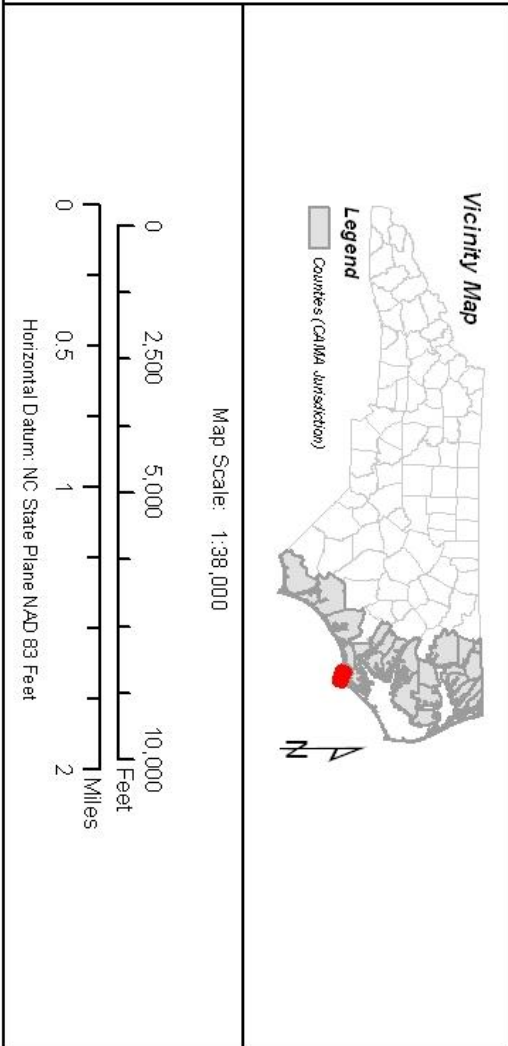 Vicinity Map
Legend
Counties (CAMA Jurisdiction)
N
Map Scale: 1:38,000
0 2,500 5,000 10,000
Feet
0 0.5 1 2
Miles
Horizontal Datum: NC State Plane NAD 83 Feet